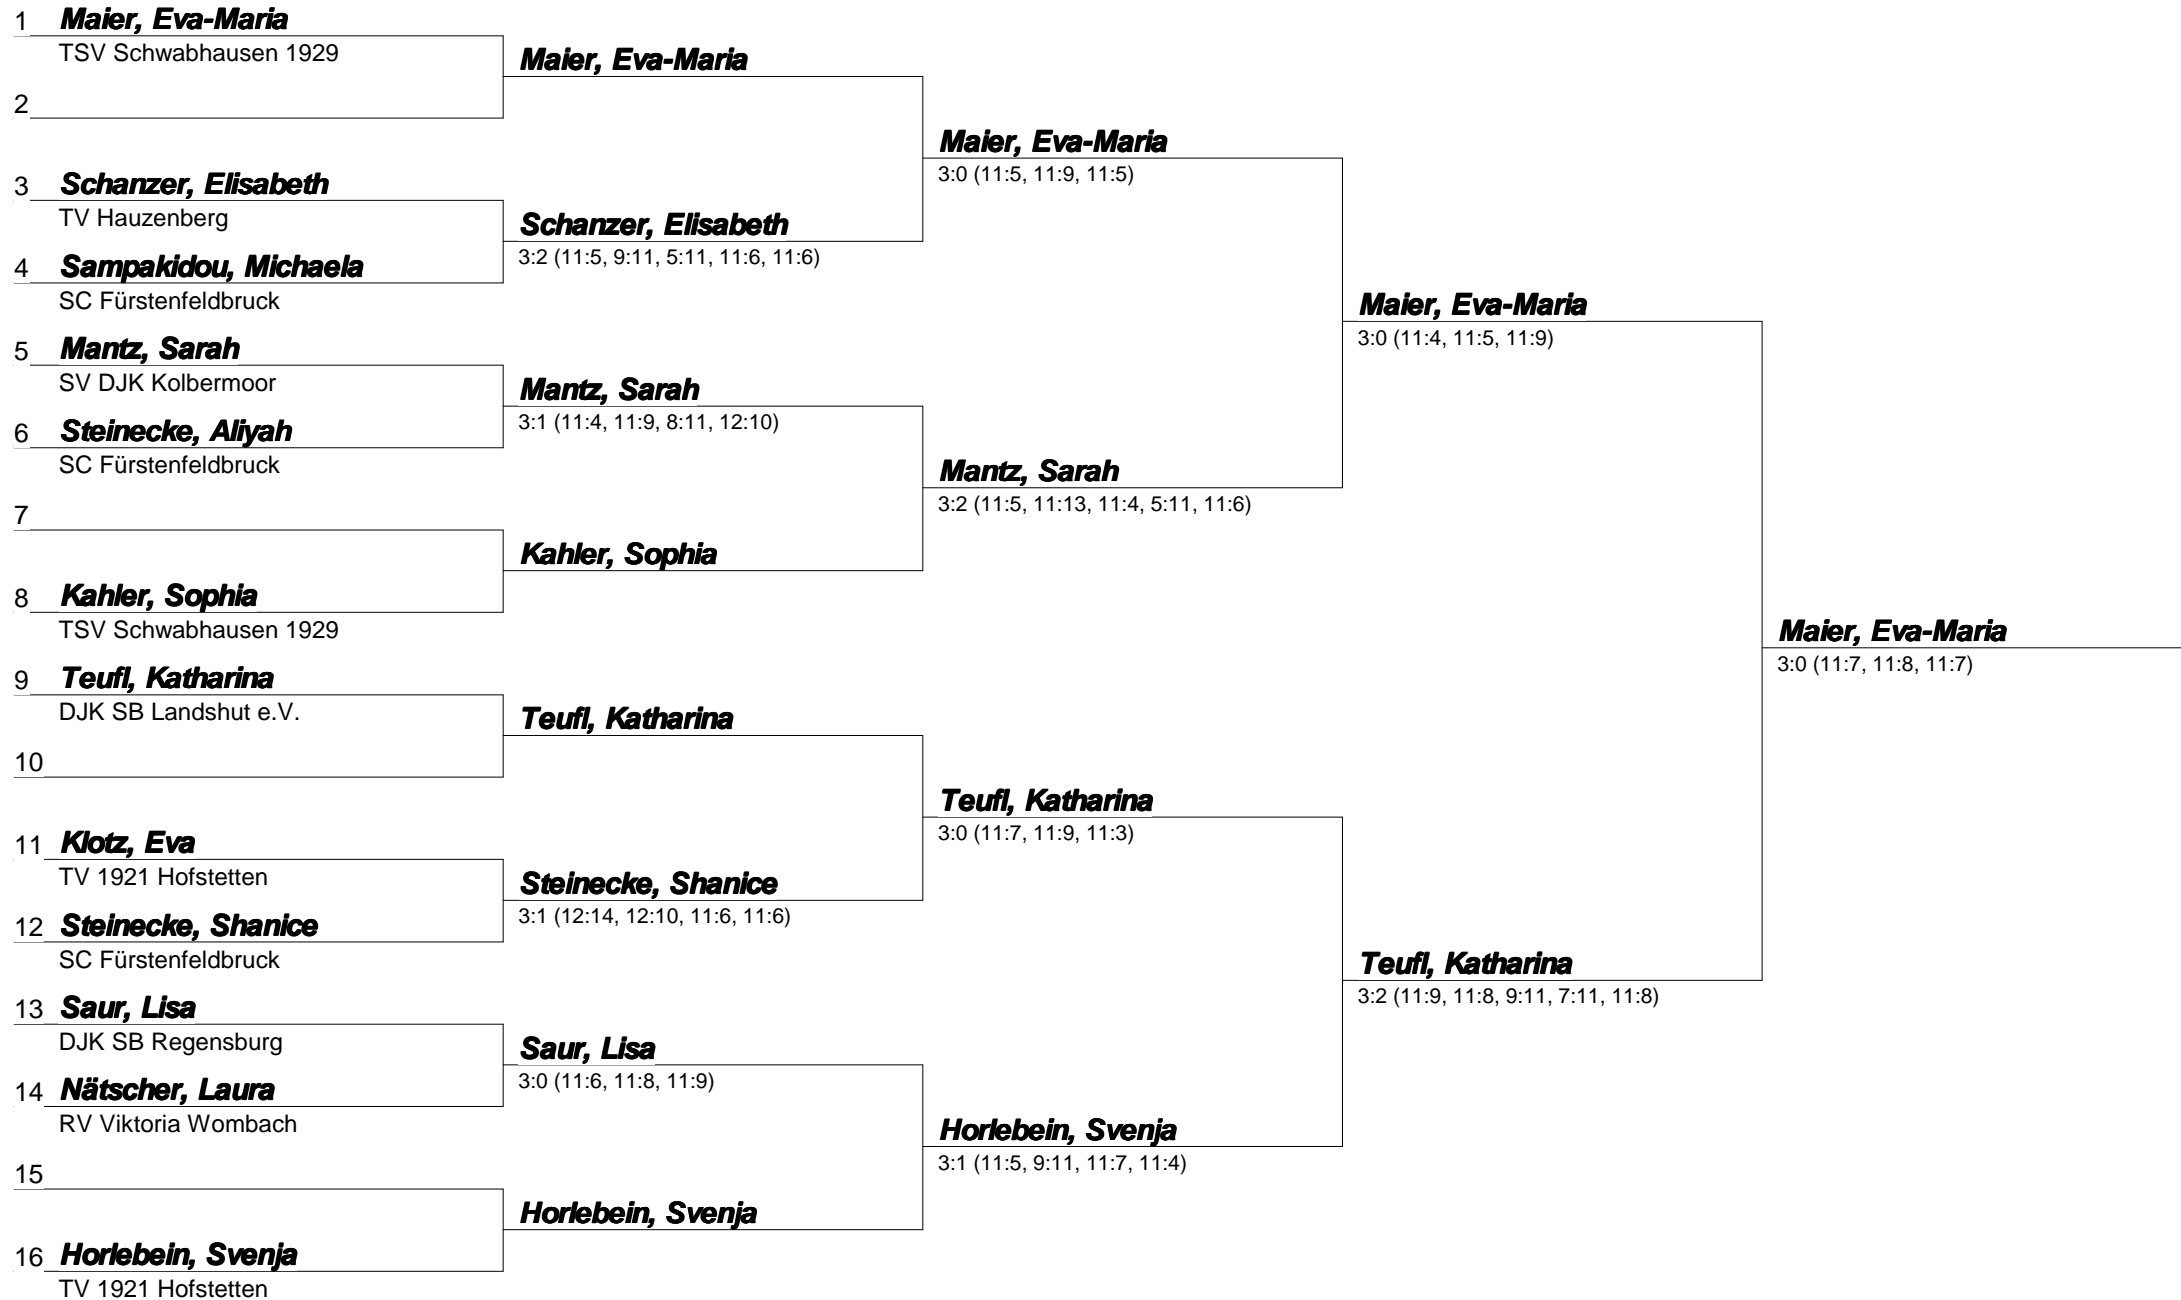 1 Maier, Eva-Maria
TSV Schwabhausen 1929
2
3 Schanzer, Elisabeth
TV Hauzenberg
4 Sampakidou, Michaela
SC Fürstenfeldbruck
5 Mantz, Sarah
SV DJK Kolbermoor
6 Steinecke, Aliyah
SC Fürstenfeldbruck
7
8 Kahler, Sophia
TSV Schwabhausen 1929
9 Teufl, Katharina
DJK SB Landshut e.V.
10
11 Klotz, Eva
TV 1921 Hofstetten
12 Steinecke, Shanice
SC Fürstenfeldbruck
13 Saur, Lisa
DJK SB Regensburg
14 Nätscher, Laura
RV Viktoria Wombach
15
16 Horlebein, Svenja
TV 1921 Hofstetten
Maier, Eva-Maria
Schanzer, Elisabeth
3:2 (11:5, 9:11, 5:11, 11:6, 11:6)
Mantz, Sarah
3:1 (11:4, 11:9, 8:11, 12:10)
Kahler, Sophia
Teufl, Katharina
Steinecke, Shanice
3:1 (12:14, 12:10, 11:6, 11:6)
Saur, Lisa
3:0 (11:6, 11:8, 11:9)
Horlebein, Svenja
Maier, Eva-Maria
3:0 (11:5, 11:9, 11:5)
Mantz, Sarah
3:2 (11:5, 11:13, 11:4, 5:11, 11:6)
Teufl, Katharina
3:0 (11:7, 11:9, 11:3)
Horlebein, Svenja
3:1 (11:5, 9:11, 11:7, 11:4)
Maier, Eva-Maria
3:0 (11:4, 11:5, 11:9)
Teufl, Katharina
3:2 (11:9, 11:8, 9:11, 7:11, 11:8)
Maier, Eva-Maria
3:0 (11:7, 11:8, 11:7)